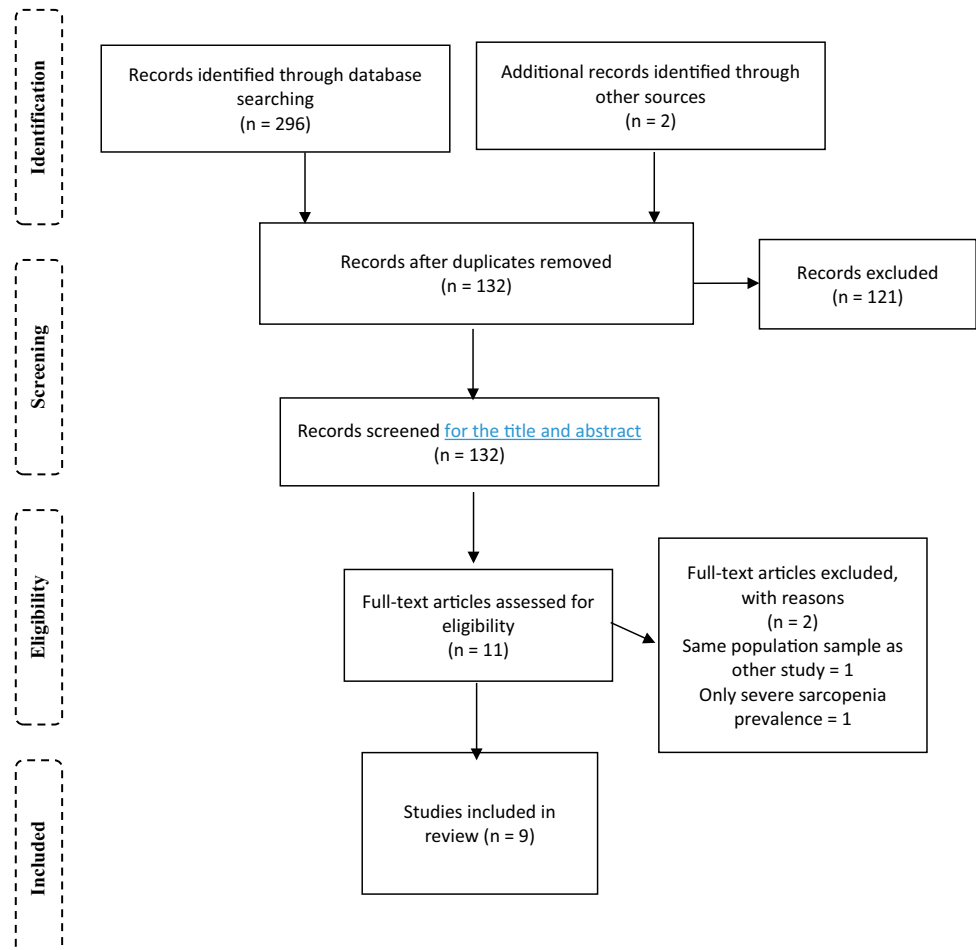 Identification
Records identified through database
searching
(n = 296)
Additional records identified through
other sources
(n = 2)
Screening
Records after duplicates removed
(n = 132)
Records excluded
(n = 121)
Records screened for the title and abstract
(n = 132)
Eligibility
Full-text articles assessed for
eligibility
(n = 11)
Full-text articles excluded,
with reasons
(n = 2)
Same population sample as
other study = 1
Only severe sarcopenia
prevalence = 1
Included
Studies included in
review (n = 9)